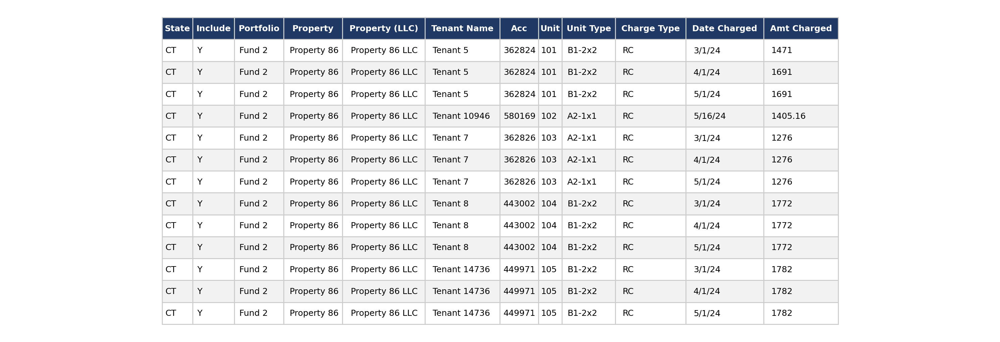 State Include Portfolio Property Property (LLC) Tenant Name Acc Unit Unit Type Charge Type Date Charged Amt Charged
CT Y Fund 2 Property 86 Property 86 LLC Tenant 5 362824 101 B1-2x2 RC 3/1/24 1471
CT Y Fund 2 Property 86 Property 86 LLC Tenant 5 362824 101 B1-2x2 RC 4/1/24 1691
CT Y Fund 2 Property 86 Property 86 LLC Tenant 5 362824 101 B1-2x2 RC 5/1/24 1691
CT Y Fund 2 Property 86 Property 86 LLC Tenant 10946 580169 102 A2-1x1 RC 5/16/24 1405.16
CT Y Fund 2 Property 86 Property 86 LLC Tenant 7 362826 103 A2-1x1 RC 3/1/24 1276
CT Y Fund 2 Property 86 Property 86 LLC Tenant 7 362826 103 A2-1x1 RC 4/1/24 1276
CT Y Fund 2 Property 86 Property 86 LLC Tenant 7 362826 103 A2-1x1 RC 5/1/24 1276
CT Y Fund 2 Property 86 Property 86 LLC Tenant 8 443002 104 B1-2x2 RC 3/1/24 1772
CT Y Fund 2 Property 86 Property 86 LLC Tenant 8 443002 104 B1-2x2 RC 4/1/24 1772
CT Y Fund 2 Property 86 Property 86 LLC Tenant 8 443002 104 B1-2x2 RC 5/1/24 1772
CT Y Fund 2 Property 86 Property 86 LLC Tenant 14736 449971 105 B1-2x2 RC 3/1/24 1782
CT Y Fund 2 Property 86 Property 86 LLC Tenant 14736 449971 105 B1-2x2 RC 4/1/24 1782
CT Y Fund 2 Property 86 Property 86 LLC Tenant 14736 449971 105 B1-2x2 RC 5/1/24 1782